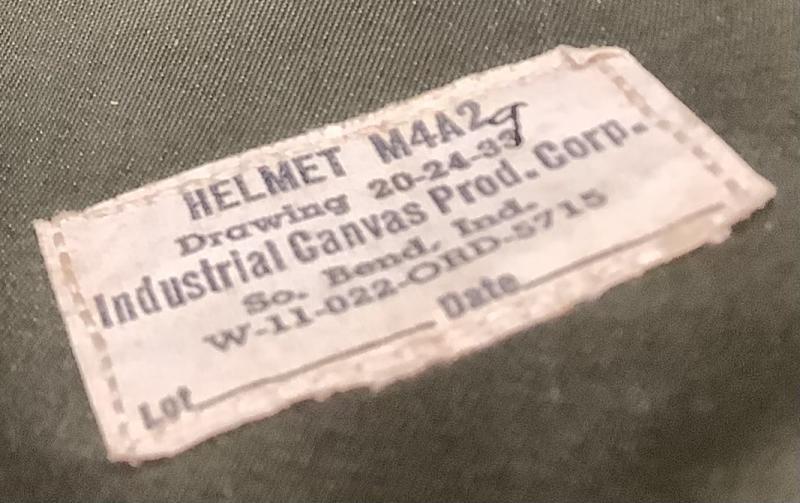 HELMET M4A2
Drawing 20-24-33
Industrial Canvas Prod. Corp.
So. Bend, Ind.
W-11-022-ORD-5715
Lot Date